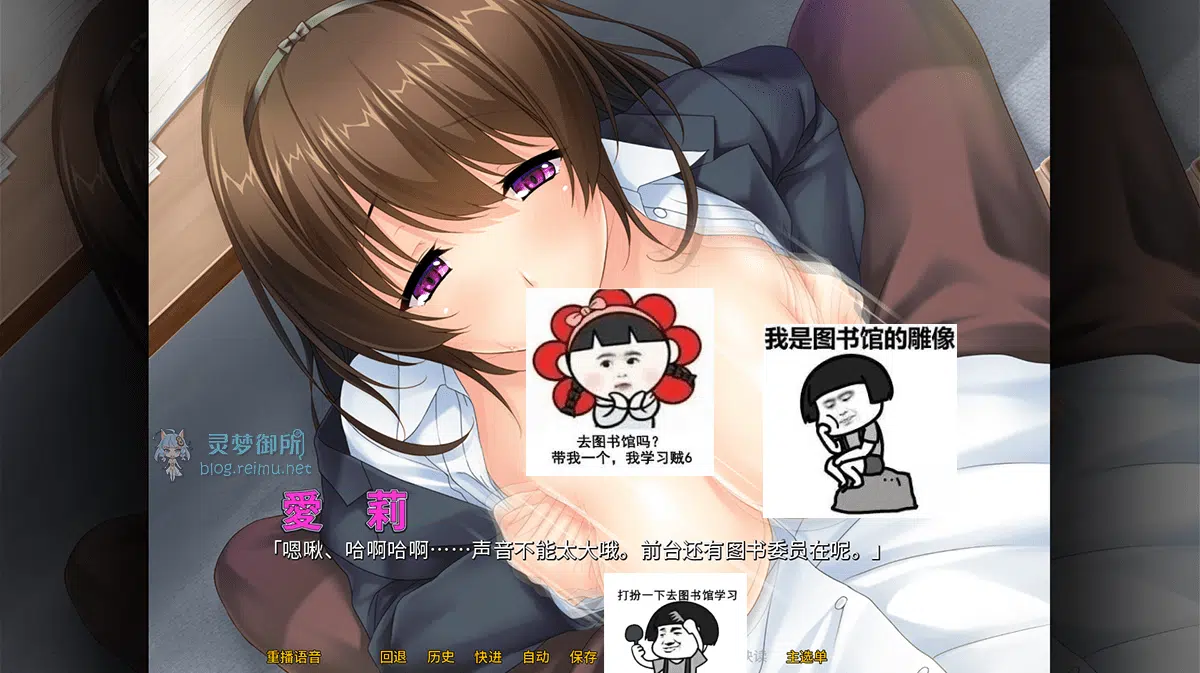 我是图书馆的雕像
去图书馆吗?
带我一个，我学习贼6
灵梦御所
blog.reimu.net
愛 莉
「嗯啾、哈啊哈啊……声音不能太大哦。前台还有图书委员在呢。」
打扮一下去图书馆学习
重播语音 回退 历史 快进 自动 保存 快读 主选单